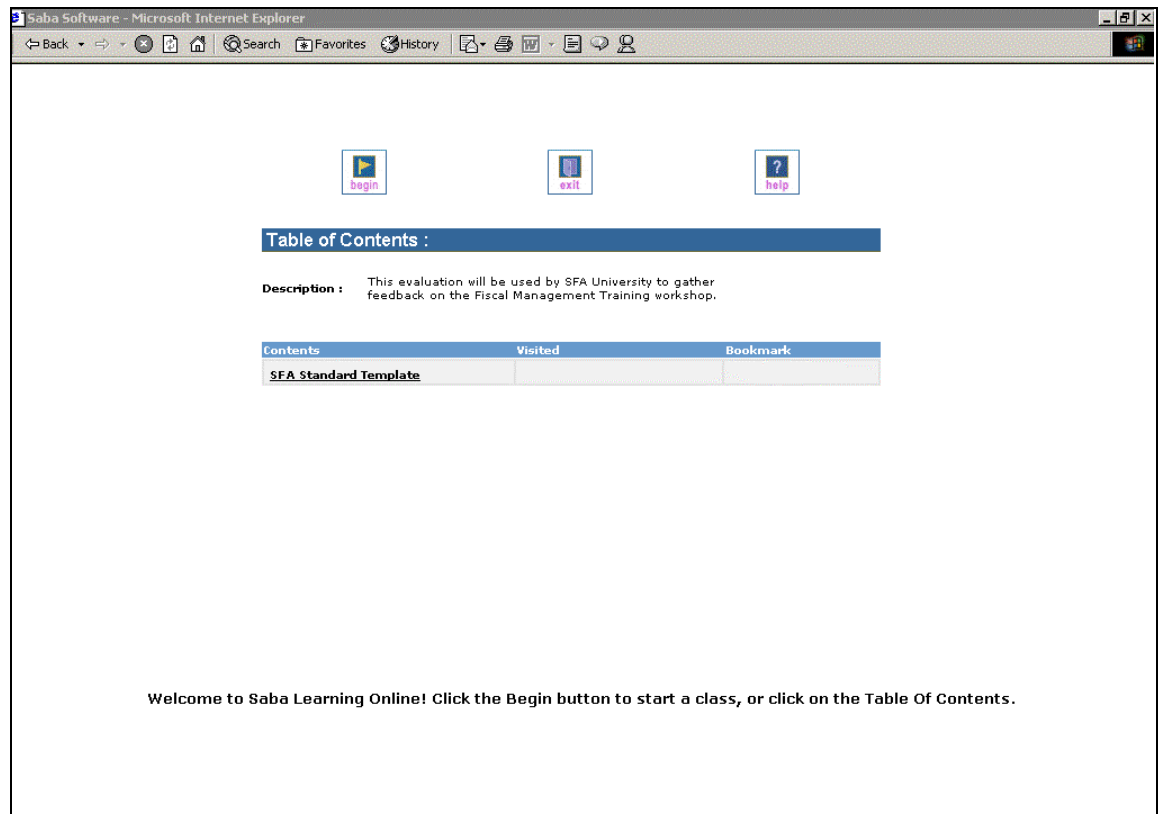 Saba Software - Microsoft Internet Explorer
Back Search Favorites History
begin exit help
Table of Contents :
Description : This evaluation will be used by SFA University to gather
feedback on the Fiscal Management Training workshop.
Contents Visited Bookmark
SFA Standard Template
Welcome to Saba Learning Online! Click the Begin button to start a class, or click on the Table Of Contents.